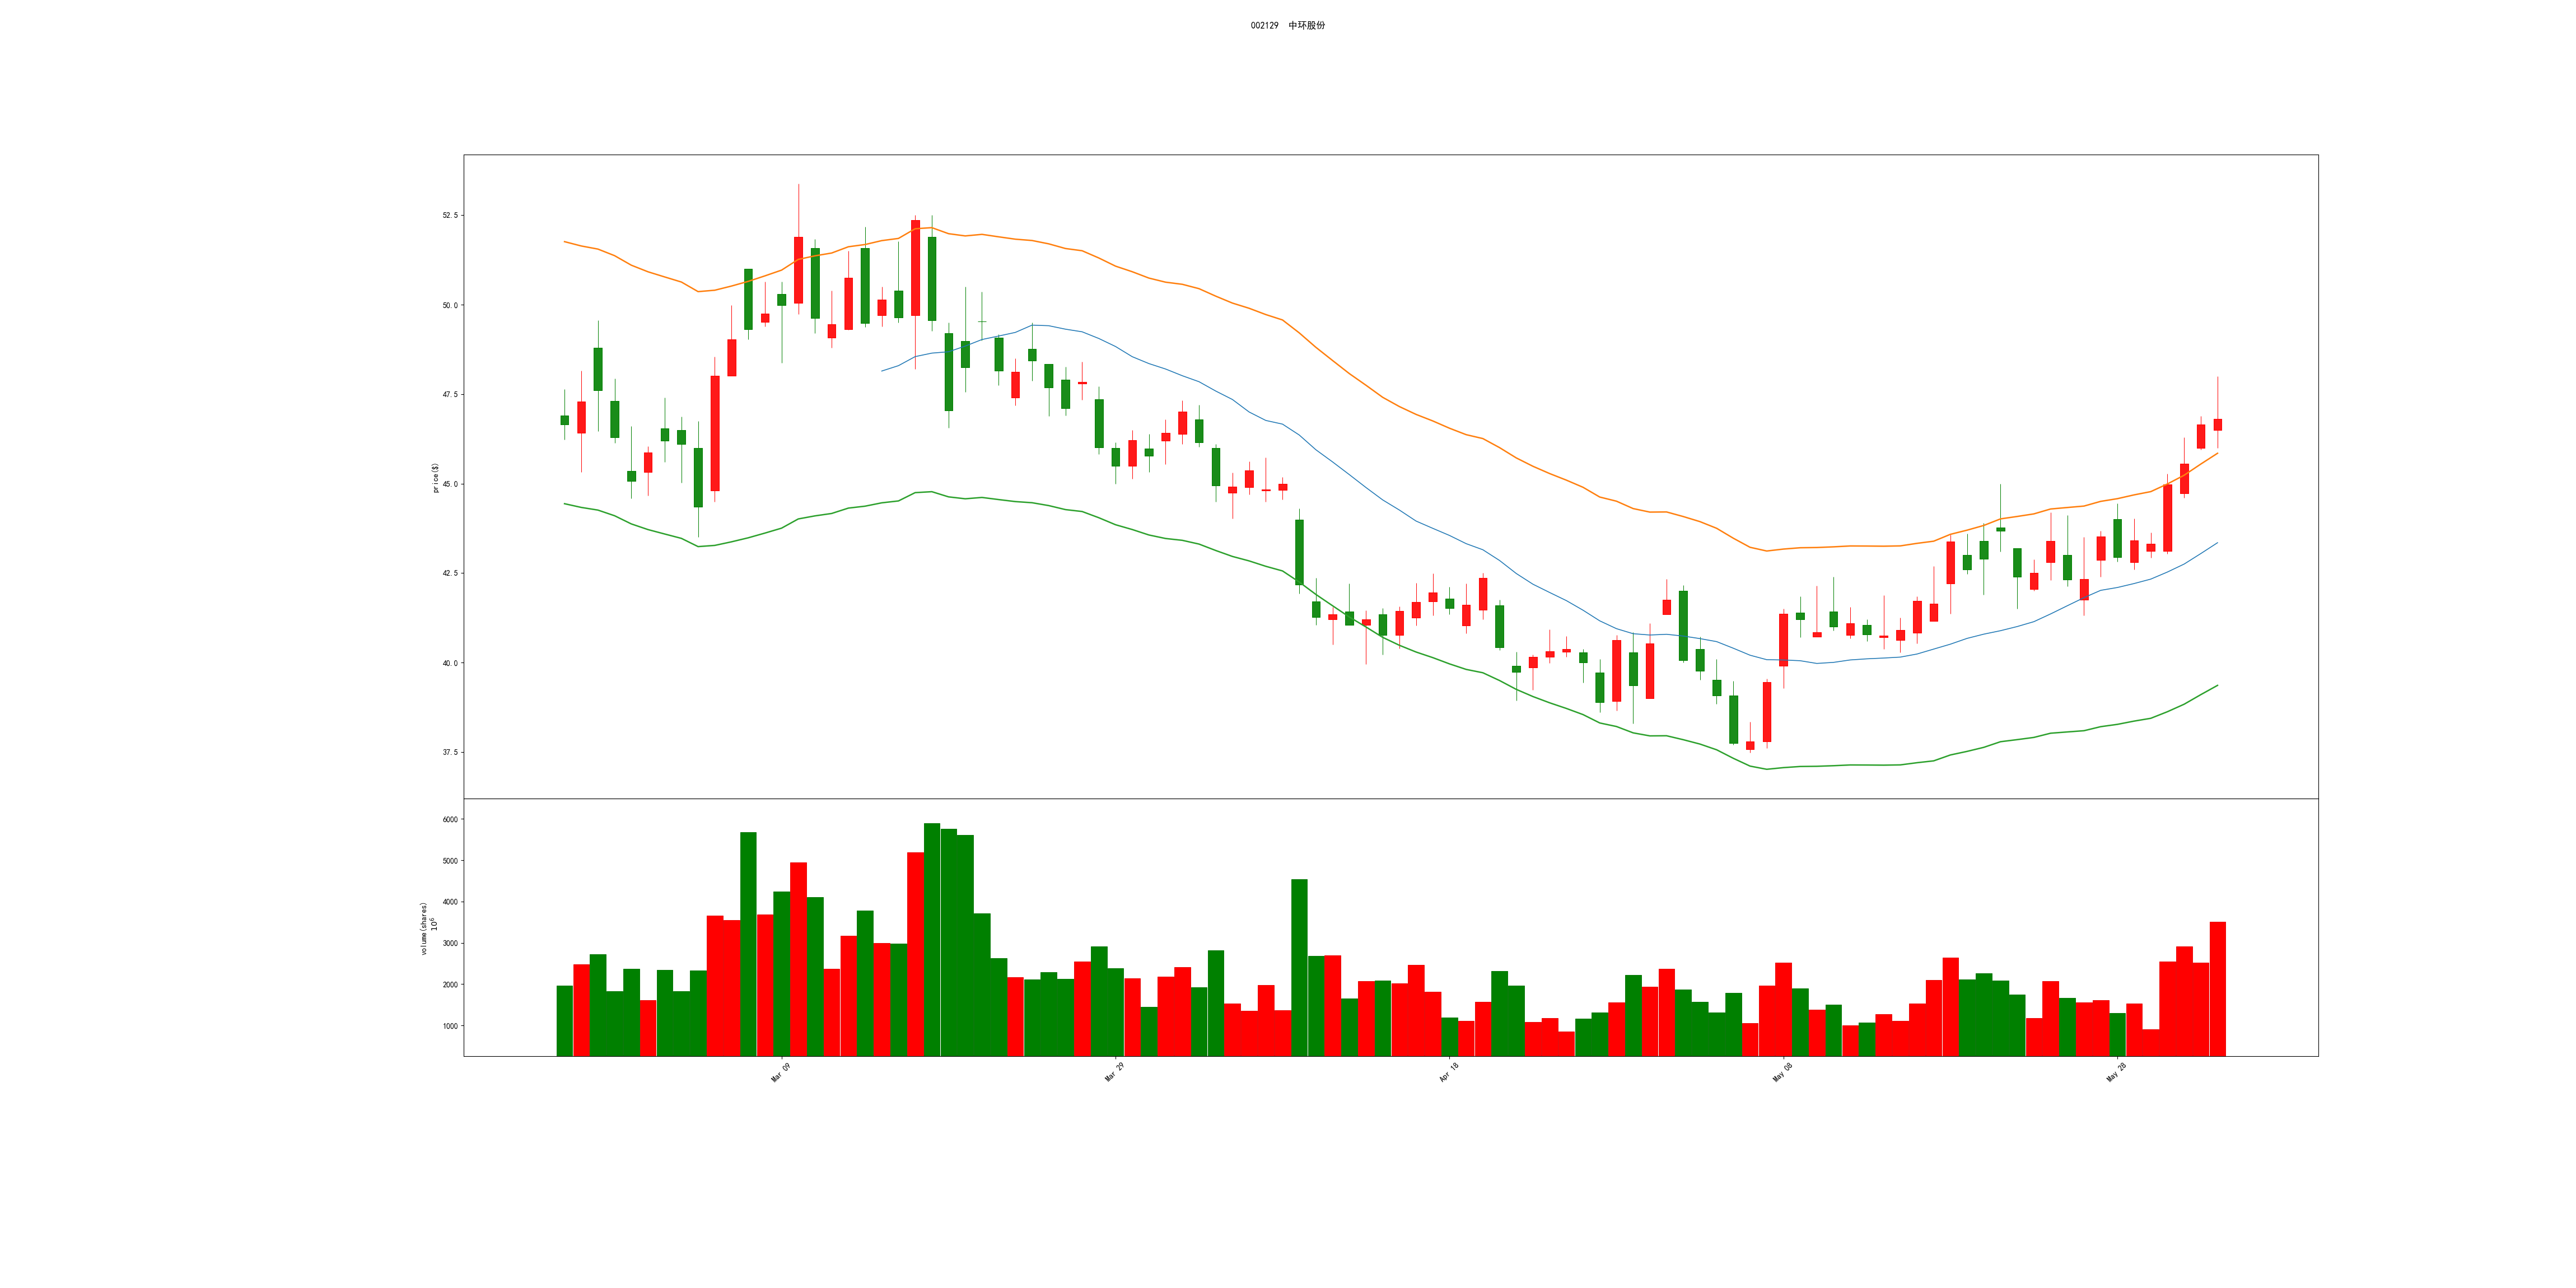 002129 中环股份
52.5
50.0
47.5
45.0
42.5
40.0
37.5
price($)
6000
5000
4000
3000
2000
1000
volume(shares)
10^6
Mar 09
Mar 29
Apr 18
May 08
May 28